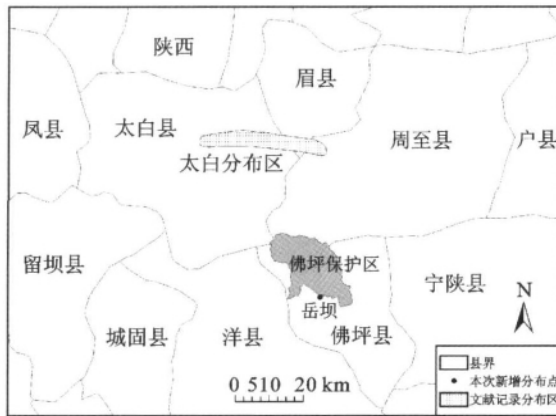 陕西
眉县
凤县
太白县
周至县
户县
太白分布区
留坝县
佛坪保护区
宁陕县
岳坝
N
城固县
洋县
佛坪县
0 510 20 km
县界
本次新增分布点
文献记录分布区